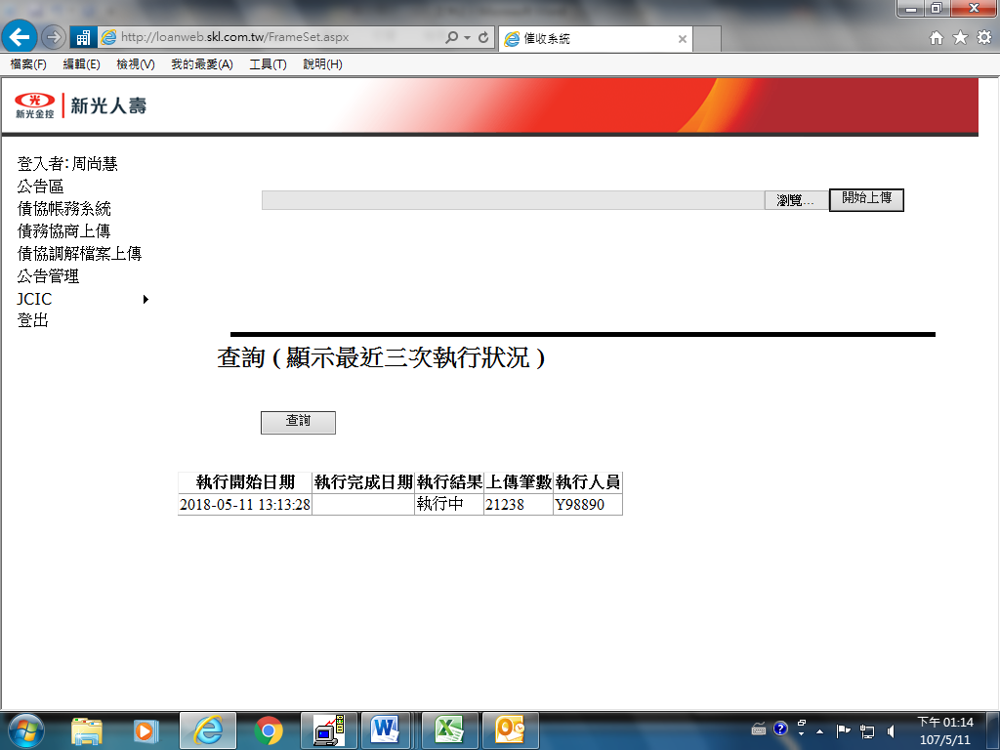 http://loanweb.skl.com.tw/FrameSet.aspx
催收系統
檔案(F) 編輯(E) 檢視(V) 我的最愛(A) 工具(T) 說明(H)
光
新光金控
新光人壽
登入者: 周尚慧
公告區
債協帳務系統
債務協商上傳
債協調解檔案上傳
公告管理
JCIC
登出
瀏覽... 開始上傳
查詢 ( 顯示最近三次執行狀況 )
查詢
執行開始日期 執行完成日期 執行結果 上傳筆數 執行人員
2018-05-11 13:13:28 執行中 21238 Y98890
下午 01:14
107/5/11